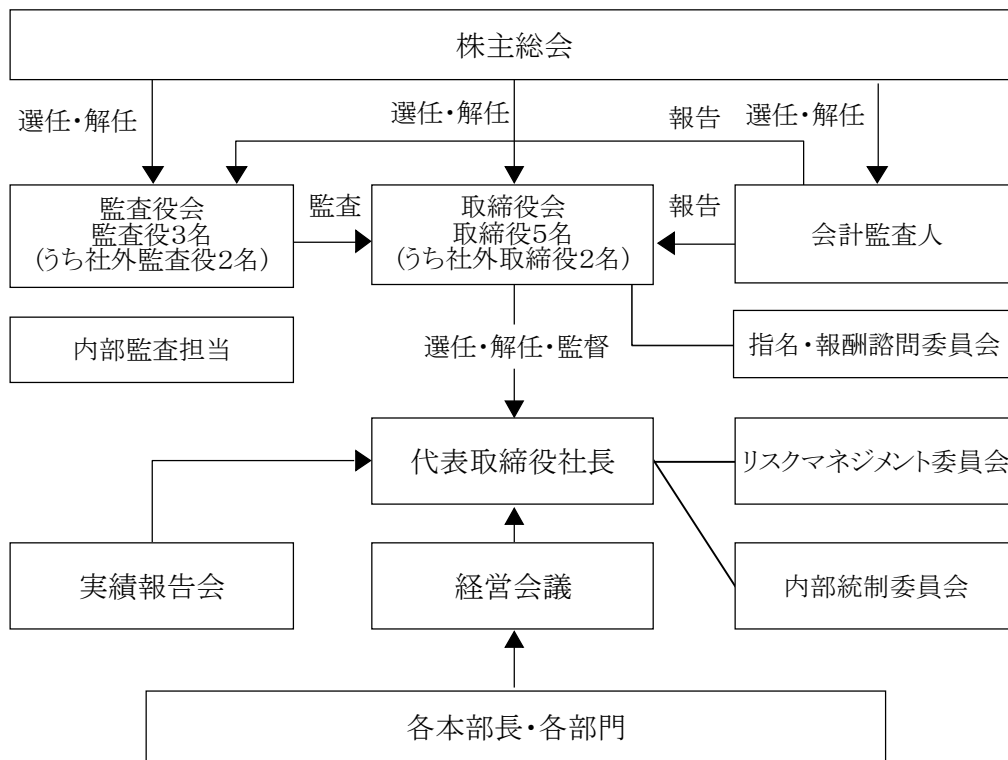 株主総会
選任・解任
選任・解任
報告
選任・解任
監査役会
監査役3名
(うち社外監査役2名)
監査
取締役会
取締役5名
(うち社外取締役2名)
報告
会計監査人
内部監査担当
選任・解任・監督
指名・報酬諮問委員会
代表取締役社長
リスクマネジメント委員会
実績報告会
経営会議
内部統制委員会
各本部長・各部門